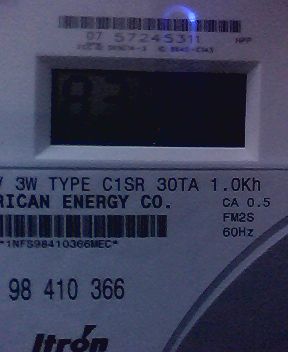 07 57245311
V 3W TYPE C1SR 30TA 1.0Kh
RICAN ENERGY CO.
CA 0.5
FM2S
60Hz
*1NFS98410366MEC*
98 410 366
Itron